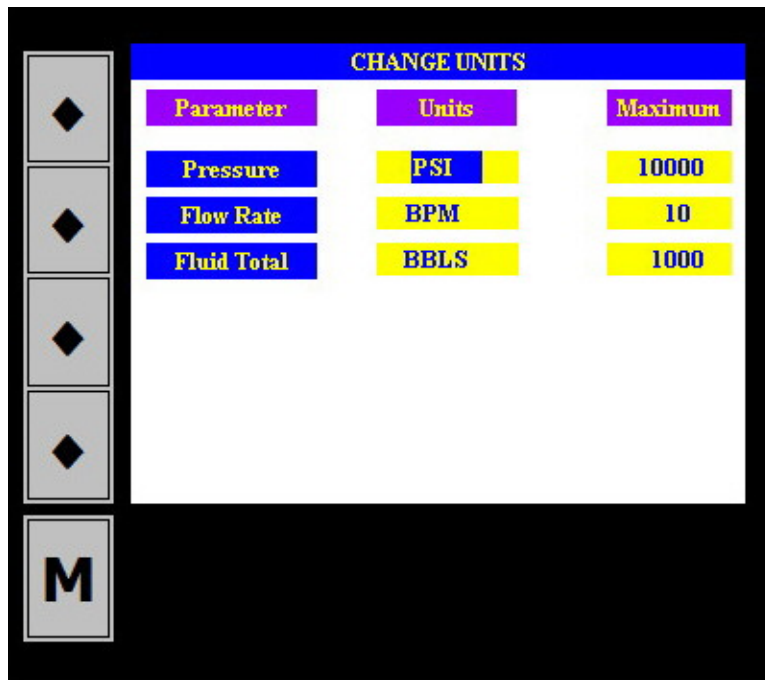 CHANGE UNITS
Parameter Units Maximum
Pressure PSI 10000
Flow Rate BPM 10
Fluid Total BBLS 1000
M